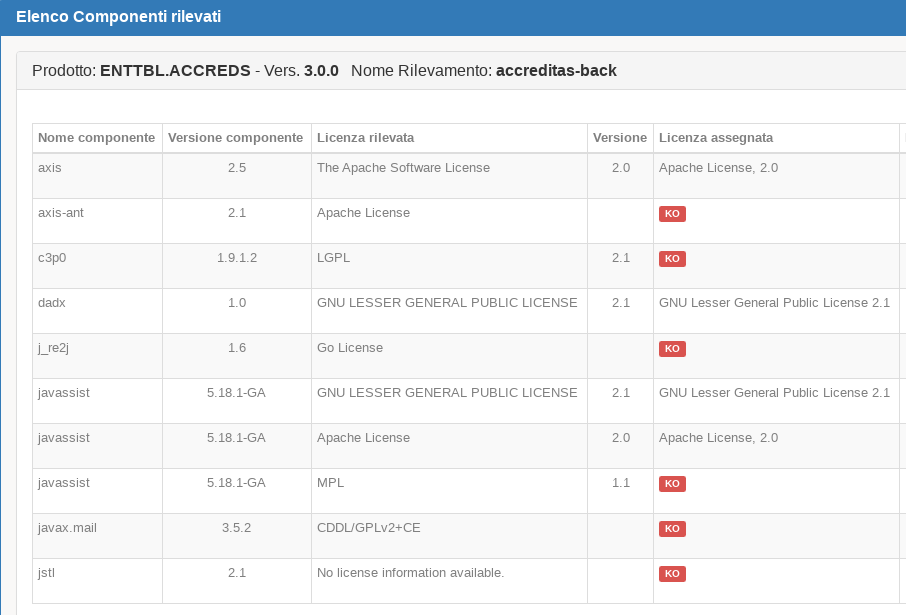 Elenco Componenti rilevati
Prodotto: ENTTBL.ACCREDS - Vers. 3.0.0 Nome Rilevamento: accreditas-back
Nome componente Versione componente Licenza rilevata Versione Licenza assegnata
axis 2.5 The Apache Software License 2.0 Apache License, 2.0
axis-ant 2.1 Apache License KO
c3p0 1.9.1.2 LGPL 2.1 KO
dadx 1.0 GNU LESSER GENERAL PUBLIC LICENSE 2.1 GNU Lesser General Public License 2.1
j_re2j 1.6 Go License KO
javassist 5.18.1-GA GNU LESSER GENERAL PUBLIC LICENSE 2.1 GNU Lesser General Public License 2.1
javassist 5.18.1-GA Apache License 2.0 Apache License, 2.0
javassist 5.18.1-GA MPL 1.1 KO
javax.mail 3.5.2 CDDL/GPLv2+CE KO
jstl 2.1 No license information available. KO